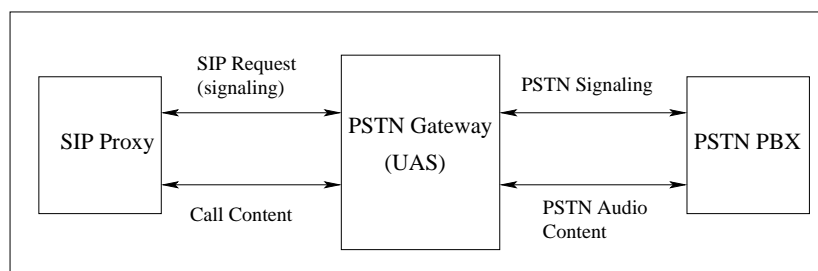 SIP Request
(signaling)
PSTN Signaling
SIP Proxy
PSTN Gateway
(UAS)
PSTN PBX
Call Content
PSTN Audio
Content